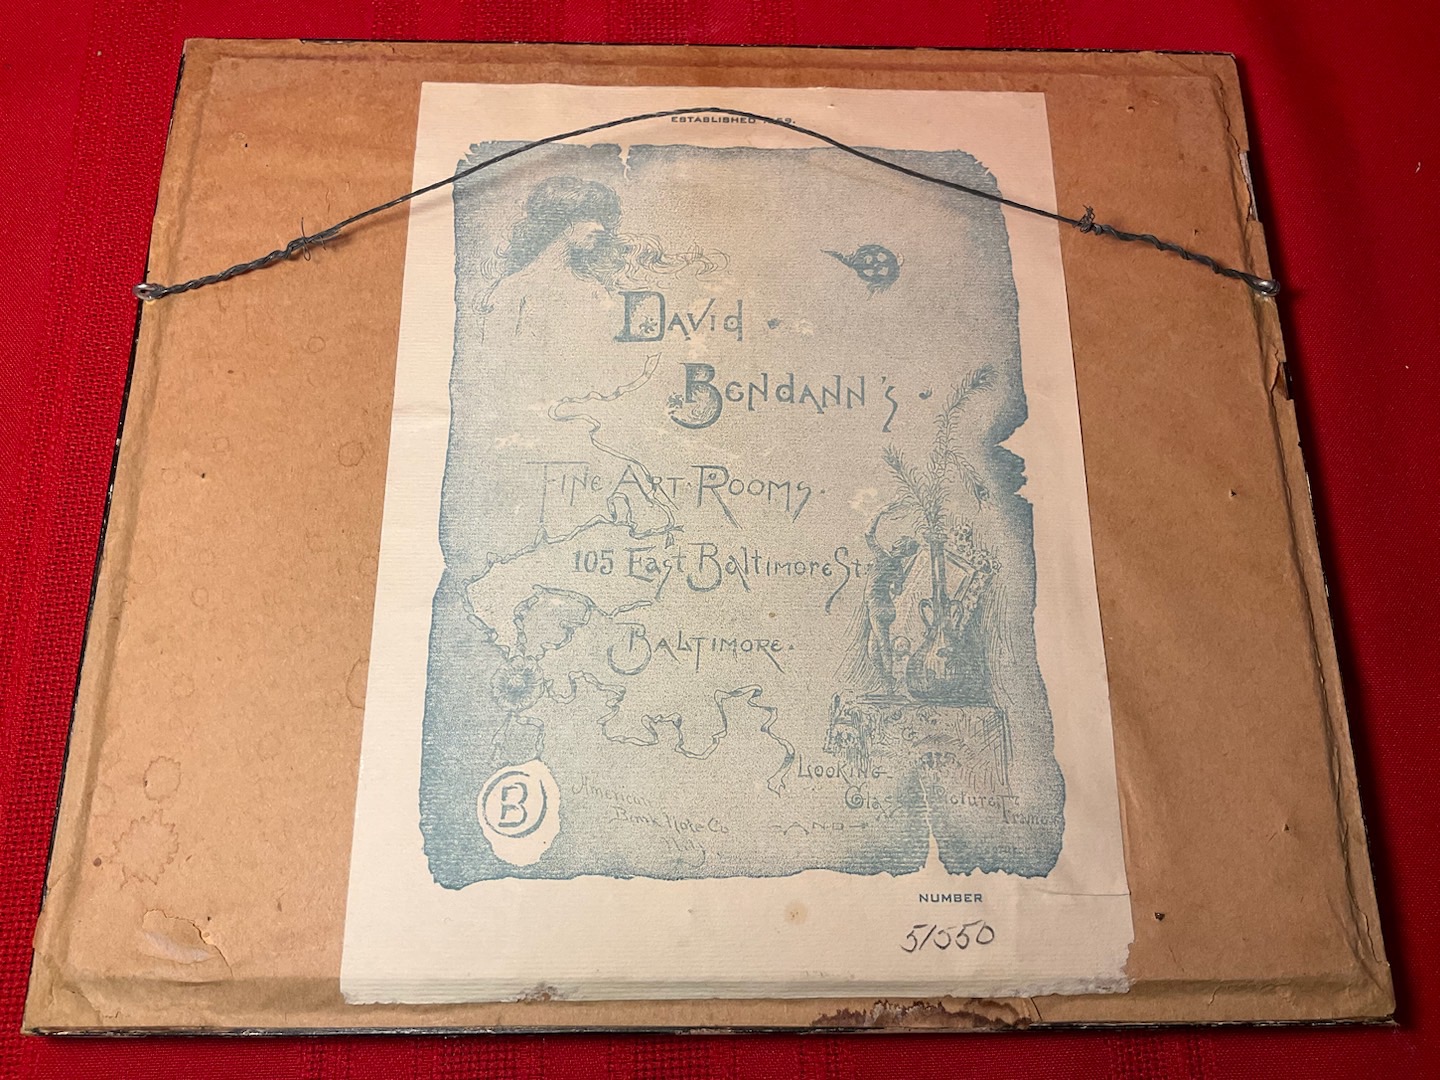 ESTABLISHED
David
Bendann's
Fine Art Rooms.
105 East Baltimore St.
Baltimore.
Looking
Glass Picture
Frames
AND
B
American
Bank Note Co
N.Y.
NUMBER
51550